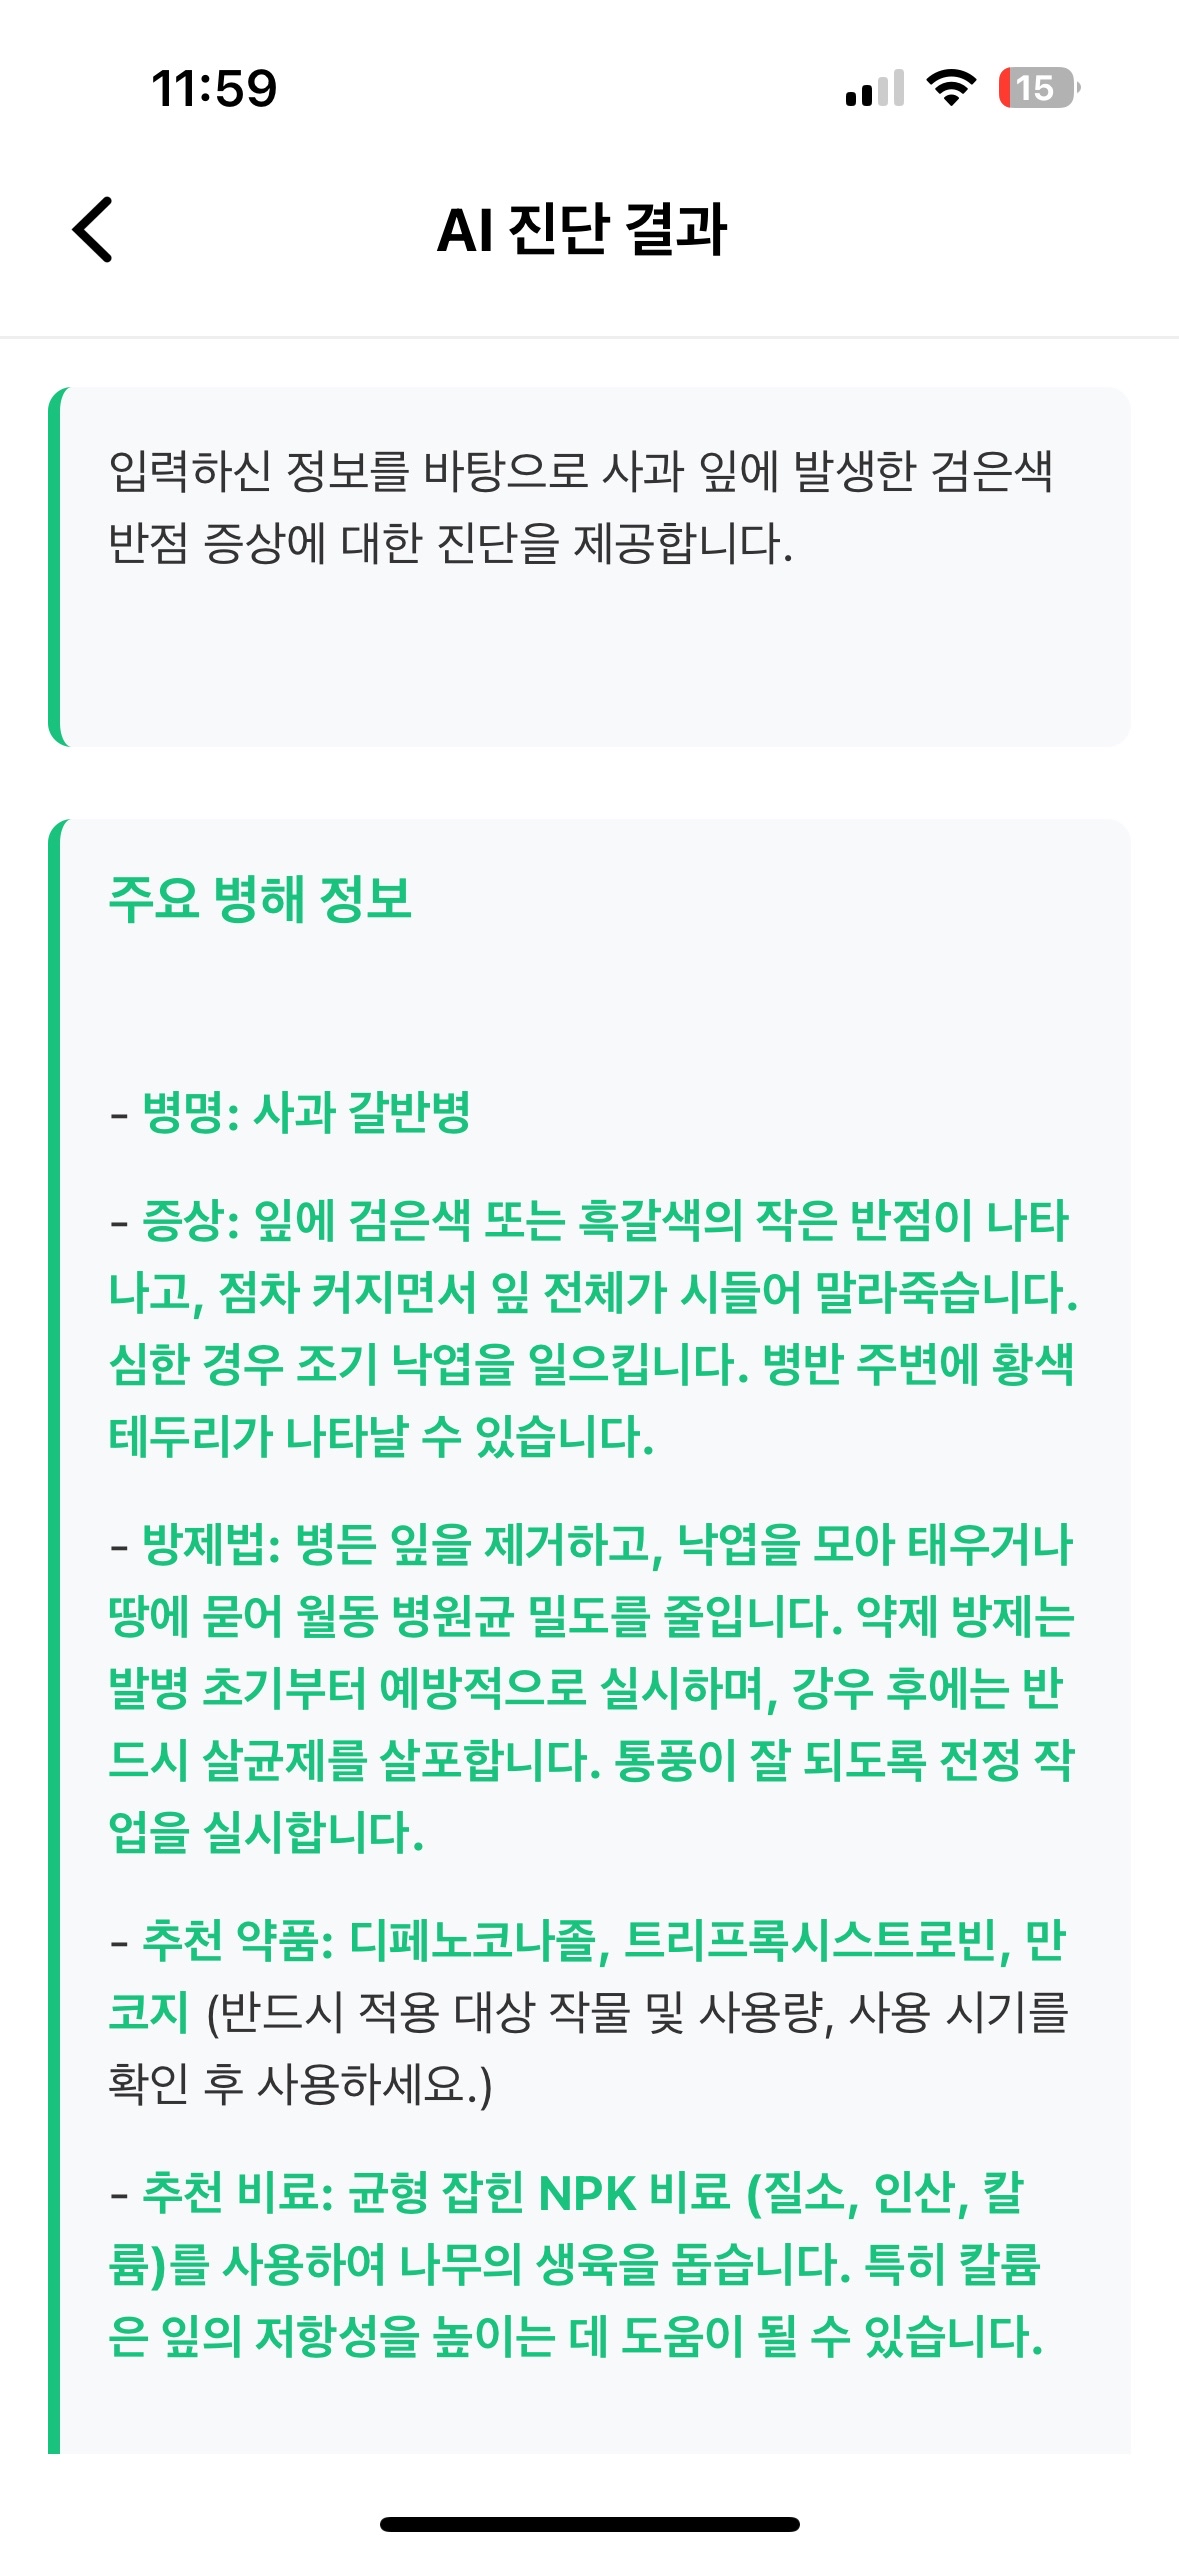 11:59
15
AI 진단 결과
입력하신 정보를 바탕으로 사과 잎에 발생한 검은색
반점 증상에 대한 진단을 제공합니다.
주요 병해 정보
- 병명: 사과 갈반병
- 증상: 잎에 검은색 또는 흑갈색의 작은 반점이 나타
나고, 점차 커지면서 잎 전체가 시들어 말라죽습니다.
심한 경우 조기 낙엽을 일으킵니다. 병반 주변에 황색
테두리가 나타날 수 있습니다.
- 방제법: 병든 잎을 제거하고, 낙엽을 모아 태우거나
땅에 묻어 월동 병원균 밀도를 줄입니다. 약제 방제는
발병 초기부터 예방적으로 실시하며, 강우 후에는 반
드시 살균제를 살포합니다. 통풍이 잘 되도록 전정 작
업을 실시합니다.
- 추천 약품: 디페노코나졸, 트리프록시스트로빈, 만
코지 (반드시 적용 대상 작물 및 사용량, 사용 시기를
확인 후 사용하세요.)
- 추천 비료: 균형 잡힌 NPK 비료 (질소, 인산, 칼
륨)를 사용하여 나무의 생육을 돕습니다. 특히 칼륨
은 잎의 저항성을 높이는 데 도움이 될 수 있습니다.